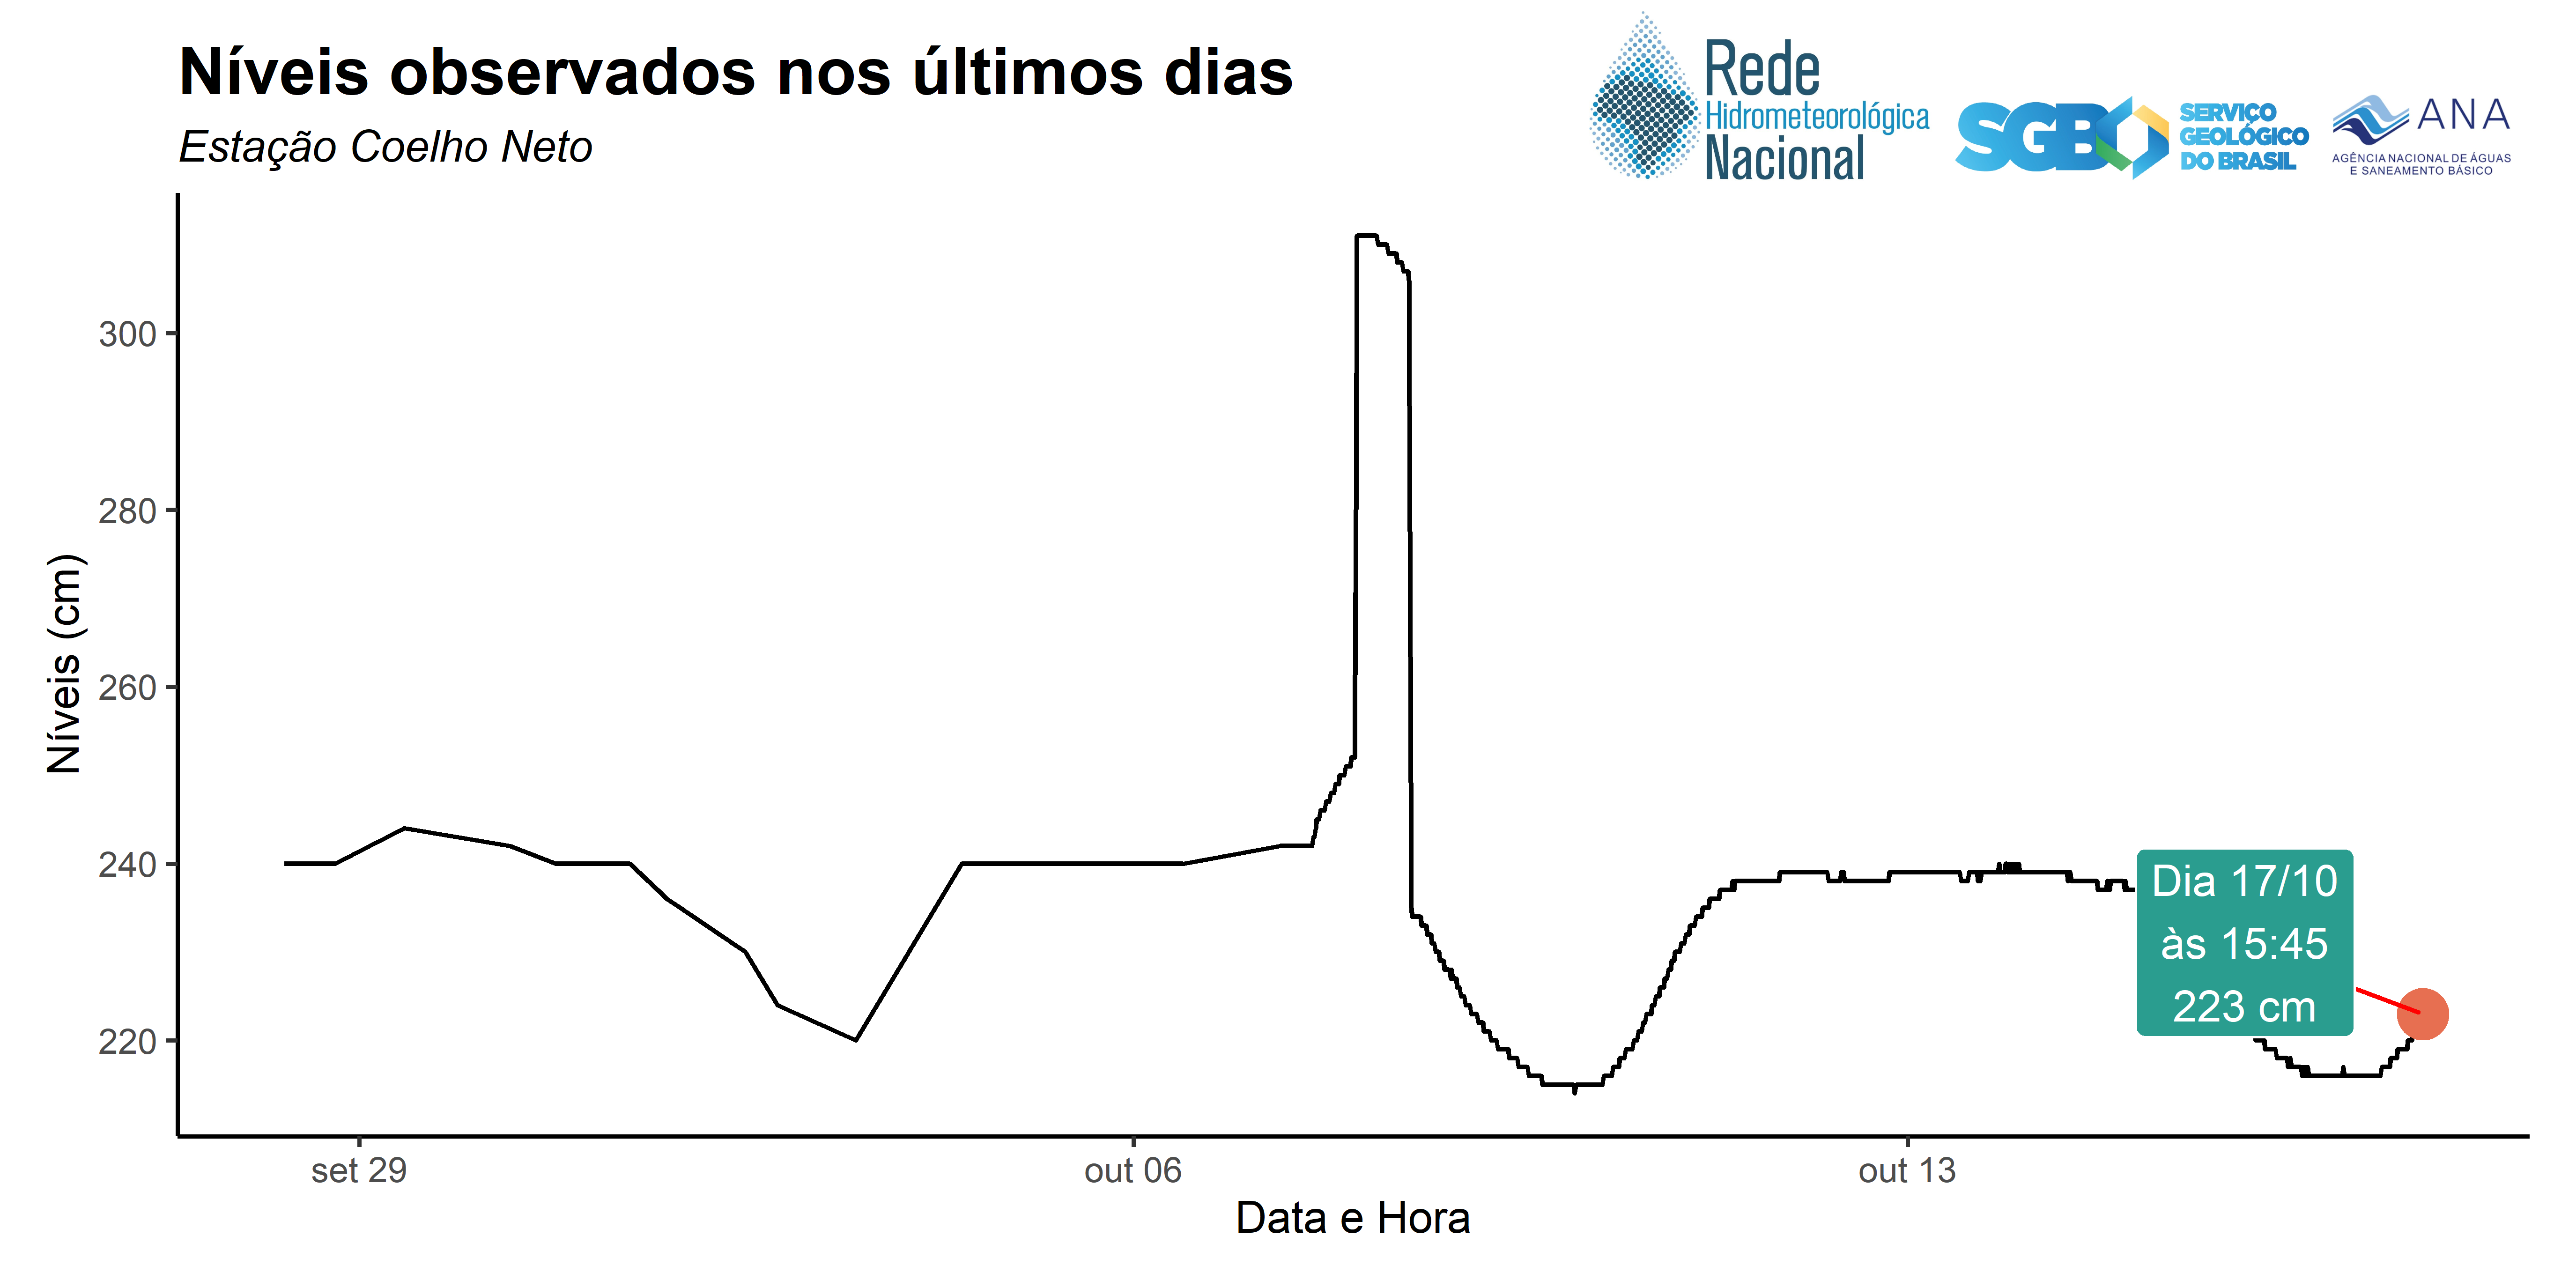 Níveis observados nos últimos dias
Estação Coelho Neto
Rede
Hidrometeorológica
Nacional
SGB
SERVIÇO
GEOLÓGICO
DO BRASIL
ANA
AGÊNCIA NACIONAL DE ÁGUAS
E SANEAMENTO BÁSICO
Níveis (cm)
300
280
260
240
220
Dia 17/10
às 15:45
223 cm
set 29
out 06
out 13
Data e Hora